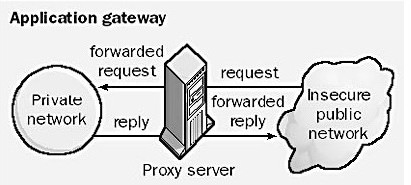 Application gateway
forwarded
request
request
Private
network
Insecure
public
network
reply
forwarded
reply
Proxy server